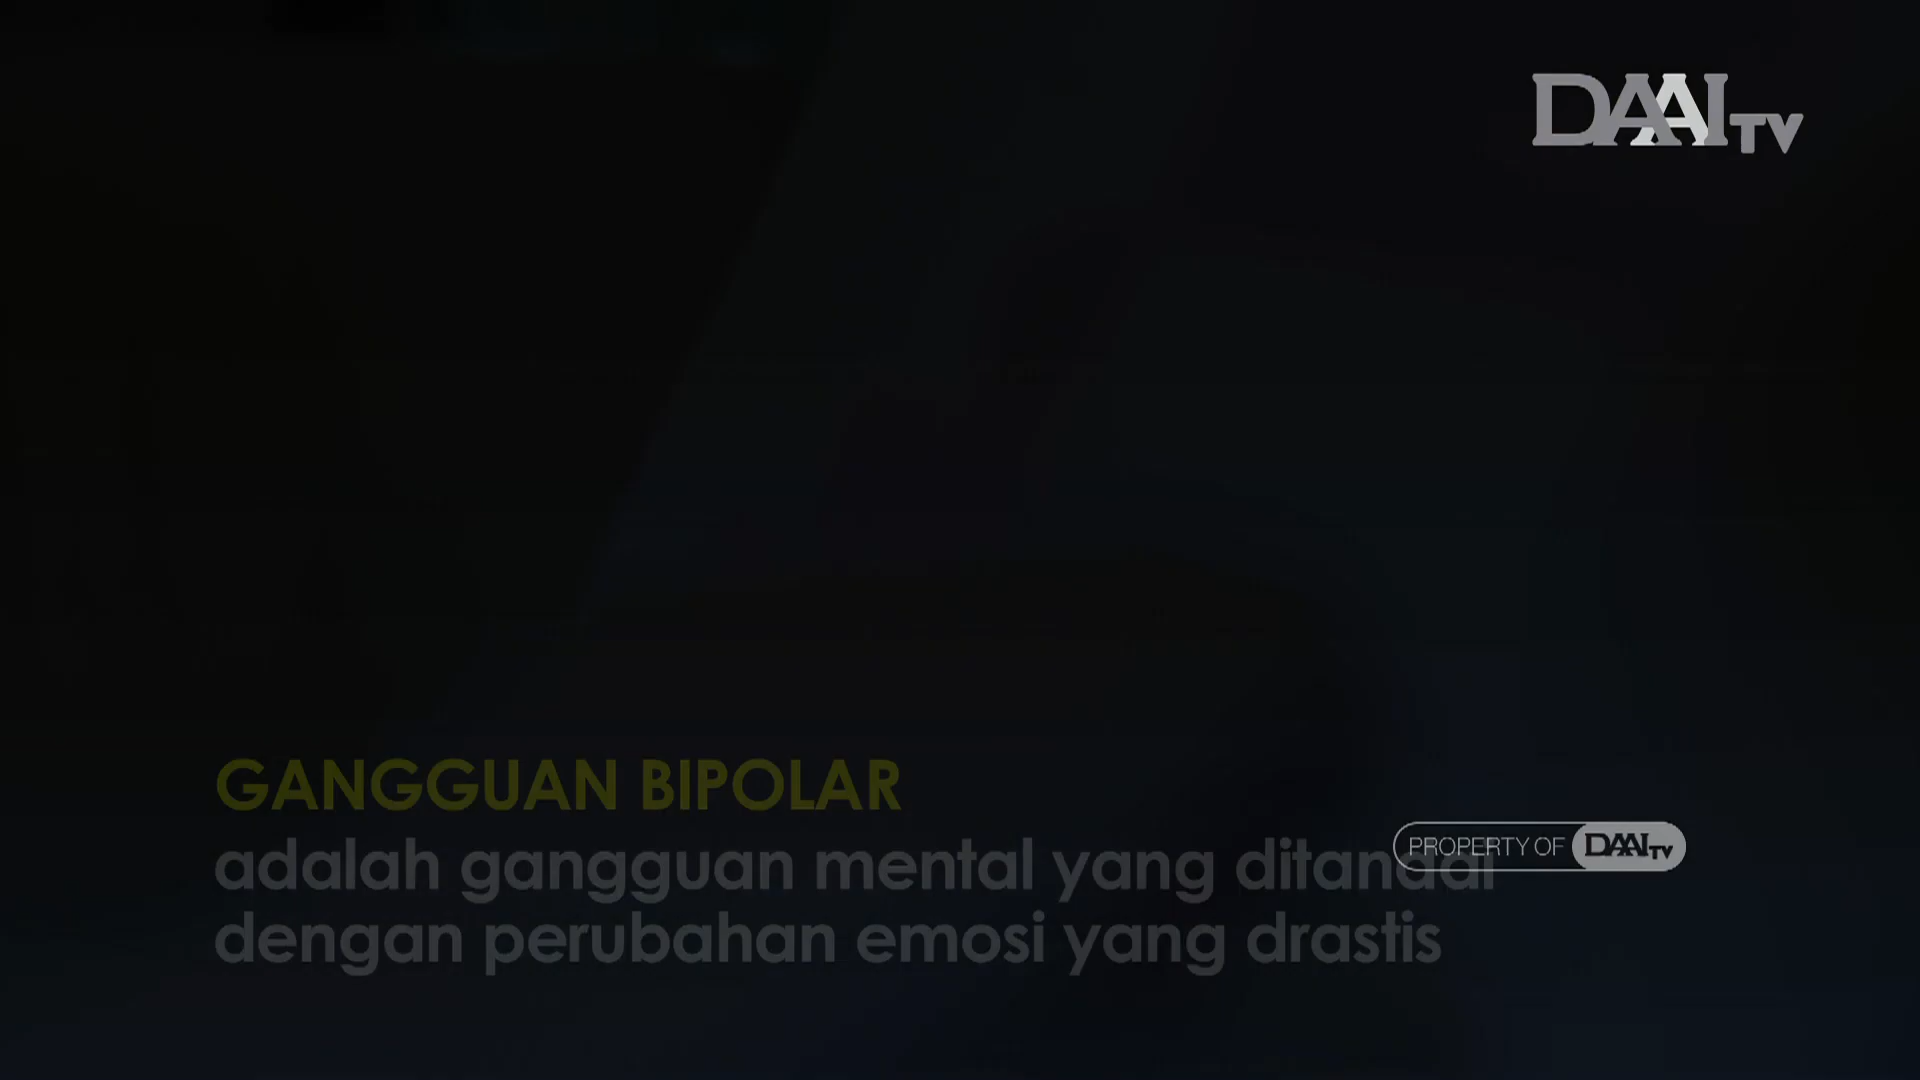 DAAI TV
GANGGUAN BIPOLAR
adalah gangguan mental yang ditandai
PROPERTY OF DAAI TV
dengan perubahan emosi yang drastis